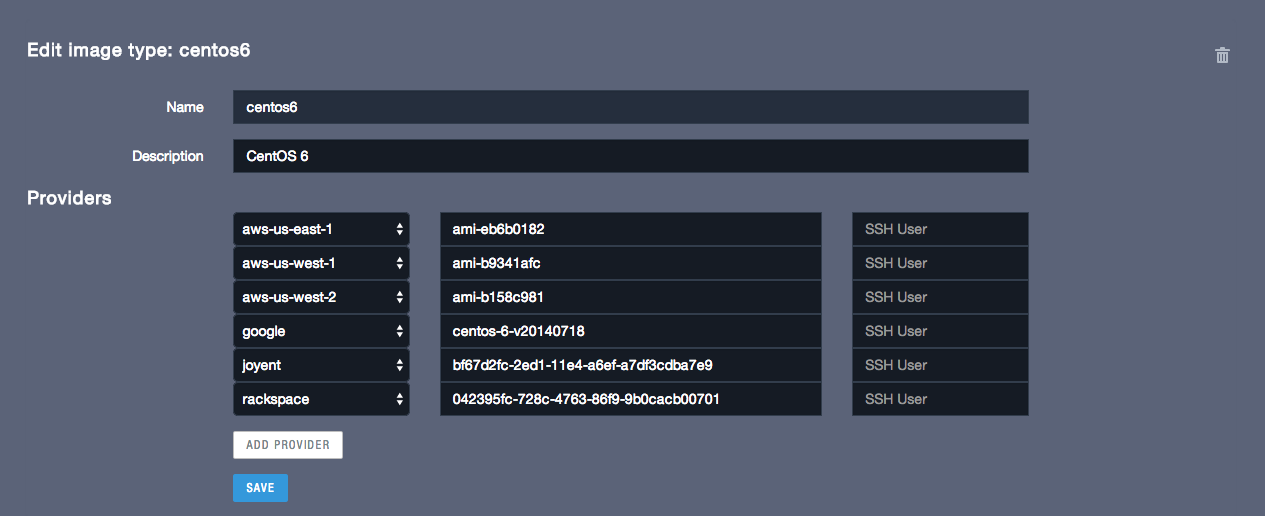 Edit image type: centos6
Name centos6
Description CentOS 6
Providers
aws-us-east-1 ami-eb6b0182 SSH User
aws-us-west-1 ami-b9341afc SSH User
aws-us-west-2 ami-b158c981 SSH User
google centos-6-v20140718 SSH User
joyent bf67d2fc-2ed1-11e4-a6ef-a7df3cdba7e9 SSH User
rackspace 042395fc-728c-4763-86f9-9b0cacb00701 SSH User
ADD PROVIDER
SAVE